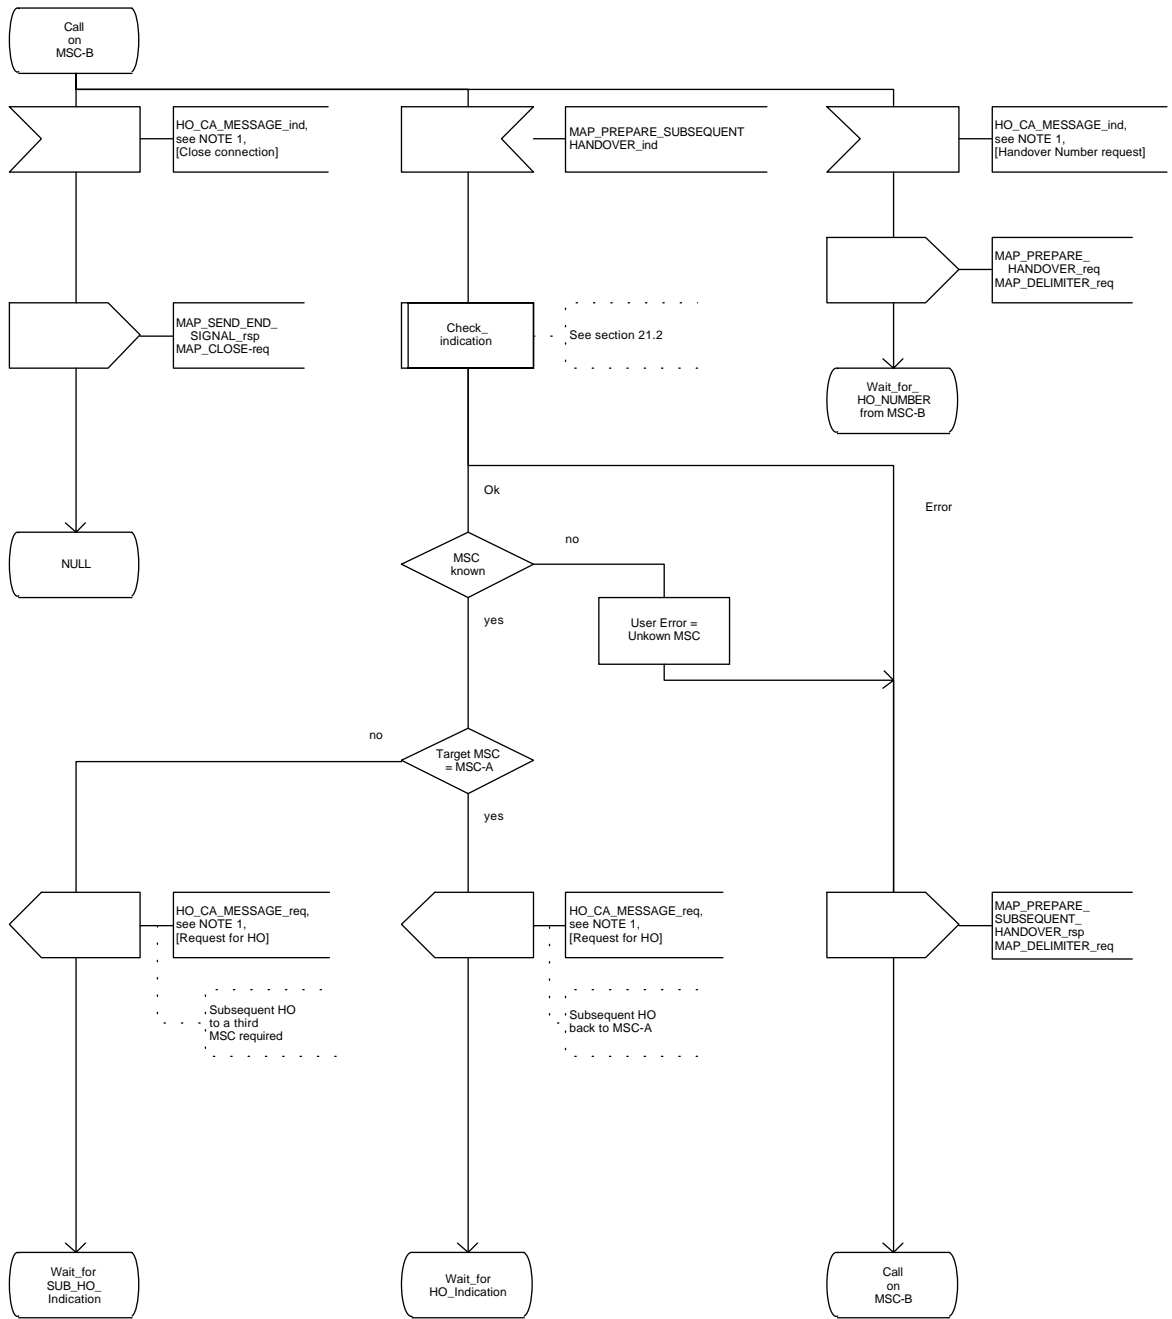 Call
on
MSC-B
HO_CA_MESSAGE_ind,
see NOTE 1,
[Close connection]
MAP_PREPARE_SUBSEQUENT
HANDOVER_ind
HO_CA_MESSAGE_ind,
see NOTE 1,
[Handover Number request]
MAP_PREPARE_
HANDOVER_req
MAP_DELIMITER_req
MAP_SEND_END_
SIGNAL_rsp
MAP_CLOSE-req
Check_
indication
See section 21.2
Wait_for_
HO_NUMBER
from MSC-B
Ok
Error
NULL
MSC
known
no
yes
User Error =
Unkown MSC
no
Target MSC
= MSC-A
yes
HO_CA_MESSAGE_req,
see NOTE 1,
[Request for HO]
HO_CA_MESSAGE_req,
see NOTE 1,
[Request for HO]
MAP_PREPARE_
SUBSEQUENT_
HANDOVER_rsp
MAP_DELIMITER_req
Subsequent HO
to a third
MSC required
Subsequent HO
back to MSC-A
Wait_for
SUB_HO_
Indication
Wait_for
HO_Indication
Call
on
MSC-B